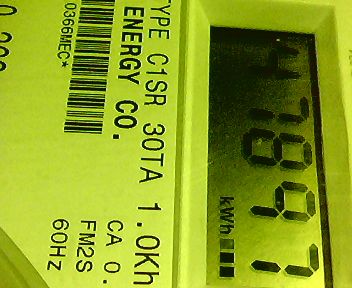 47897
kWh
TYPE C1SR 30TA 1.0Kh
ENERGY CO.
CA 0.
FM2S
60Hz
0366MEC*